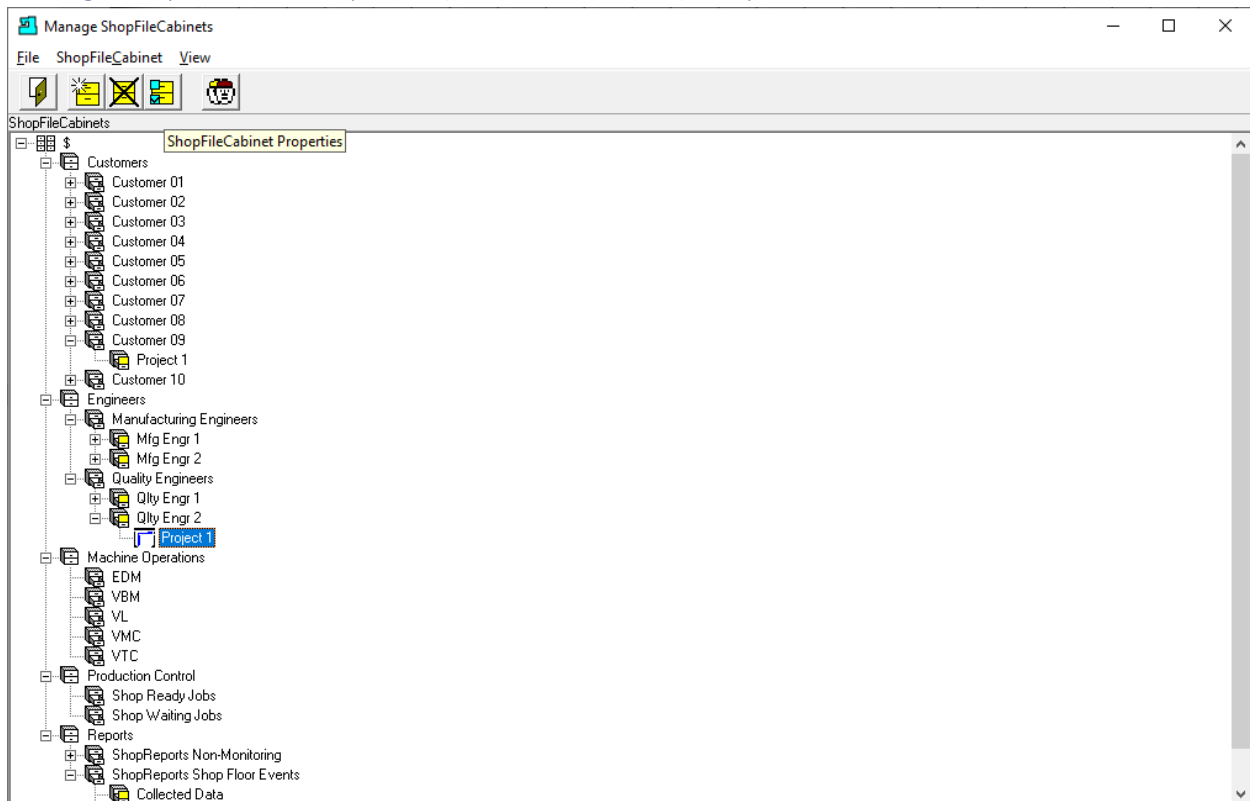 Manage ShopFileCabinets
File ShopFileCabinet View
ShopFileCabinets
ShopFileCabinet Properties
$
Customers
Customer 01
Customer 02
Customer 03
Customer 04
Customer 05
Customer 06
Customer 07
Customer 08
Customer 09
Project 1
Customer 10
Engineers
Manufacturing Engineers
Mfg Engr 1
Mfg Engr 2
Quality Engineers
Qlty Engr 1
Qlty Engr 2
Project 1
Machine Operations
EDM
VBM
VL
VMC
VTC
Production Control
Shop Ready Jobs
Shop Waiting Jobs
Reports
ShopReports Non-Monitoring
ShopReports Shop Floor Events
Collected Data